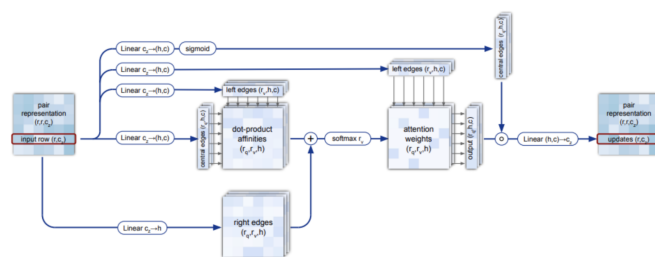 Linear c_z→(h,c)
sigmoid
central edges (r_q,h,c)
Linear c_z→(h,c)
left edges (r_v,h,c)
Linear c_z→(h,c)
left edges (r_v,h,c)
pair
representation
(r,r,c_z)
input row (r,c_z)
Linear c_z→(h,c)
central edges (r_q,h,c)
dot-product
affinities
(r_q,r_v,h)
+
softmax r_v
attention
weights
(r_q,r_v,h)
output (r_q,h,c)
Linear (h,c)→c_z
pair
representation
(r,r,c_z)
updates (r,c_z)
Linear c_z→h
right edges
(r_q,r_v,h)